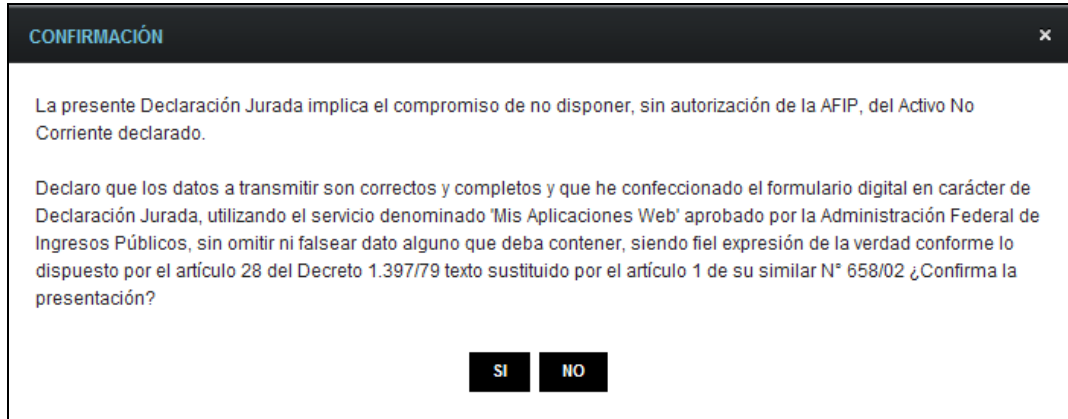 CONFIRMACIÓN ×
La presente Declaración Jurada implica el compromiso de no disponer, sin autorización de la AFIP, del Activo No
Corriente declarado.
Declaro que los datos a transmitir son correctos y completos y que he confeccionado el formulario digital en carácter de
Declaración Jurada, utilizando el servicio denominado 'Mis Aplicaciones Web' aprobado por la Administración Federal de
Ingresos Públicos, sin omitir ni falsear dato alguno que deba contener, siendo fiel expresión de la verdad conforme lo
dispuesto por el artículo 28 del Decreto 1.397/79 texto sustituido por el artículo 1 de su similar N° 658/02 ¿Confirma la
presentación?
SI NO